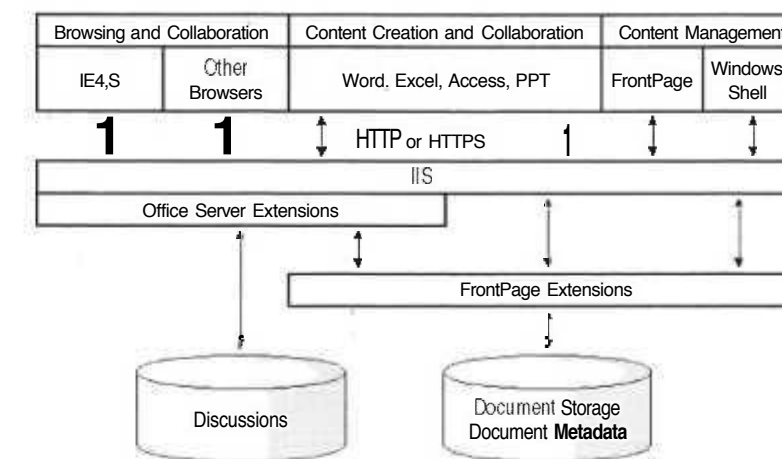 Browsing and Collaboration
Content Creation and Collaboration
Content Management
IE4,S
Other
Browsers
Word. Excel, Access, PPT
FrontPage
Windows
Shell
1
1
HTTP or HTTPS
1
IIS
Office Server Extensions
FrontPage Extensions
Discussions
Document Storage
Document Metadata